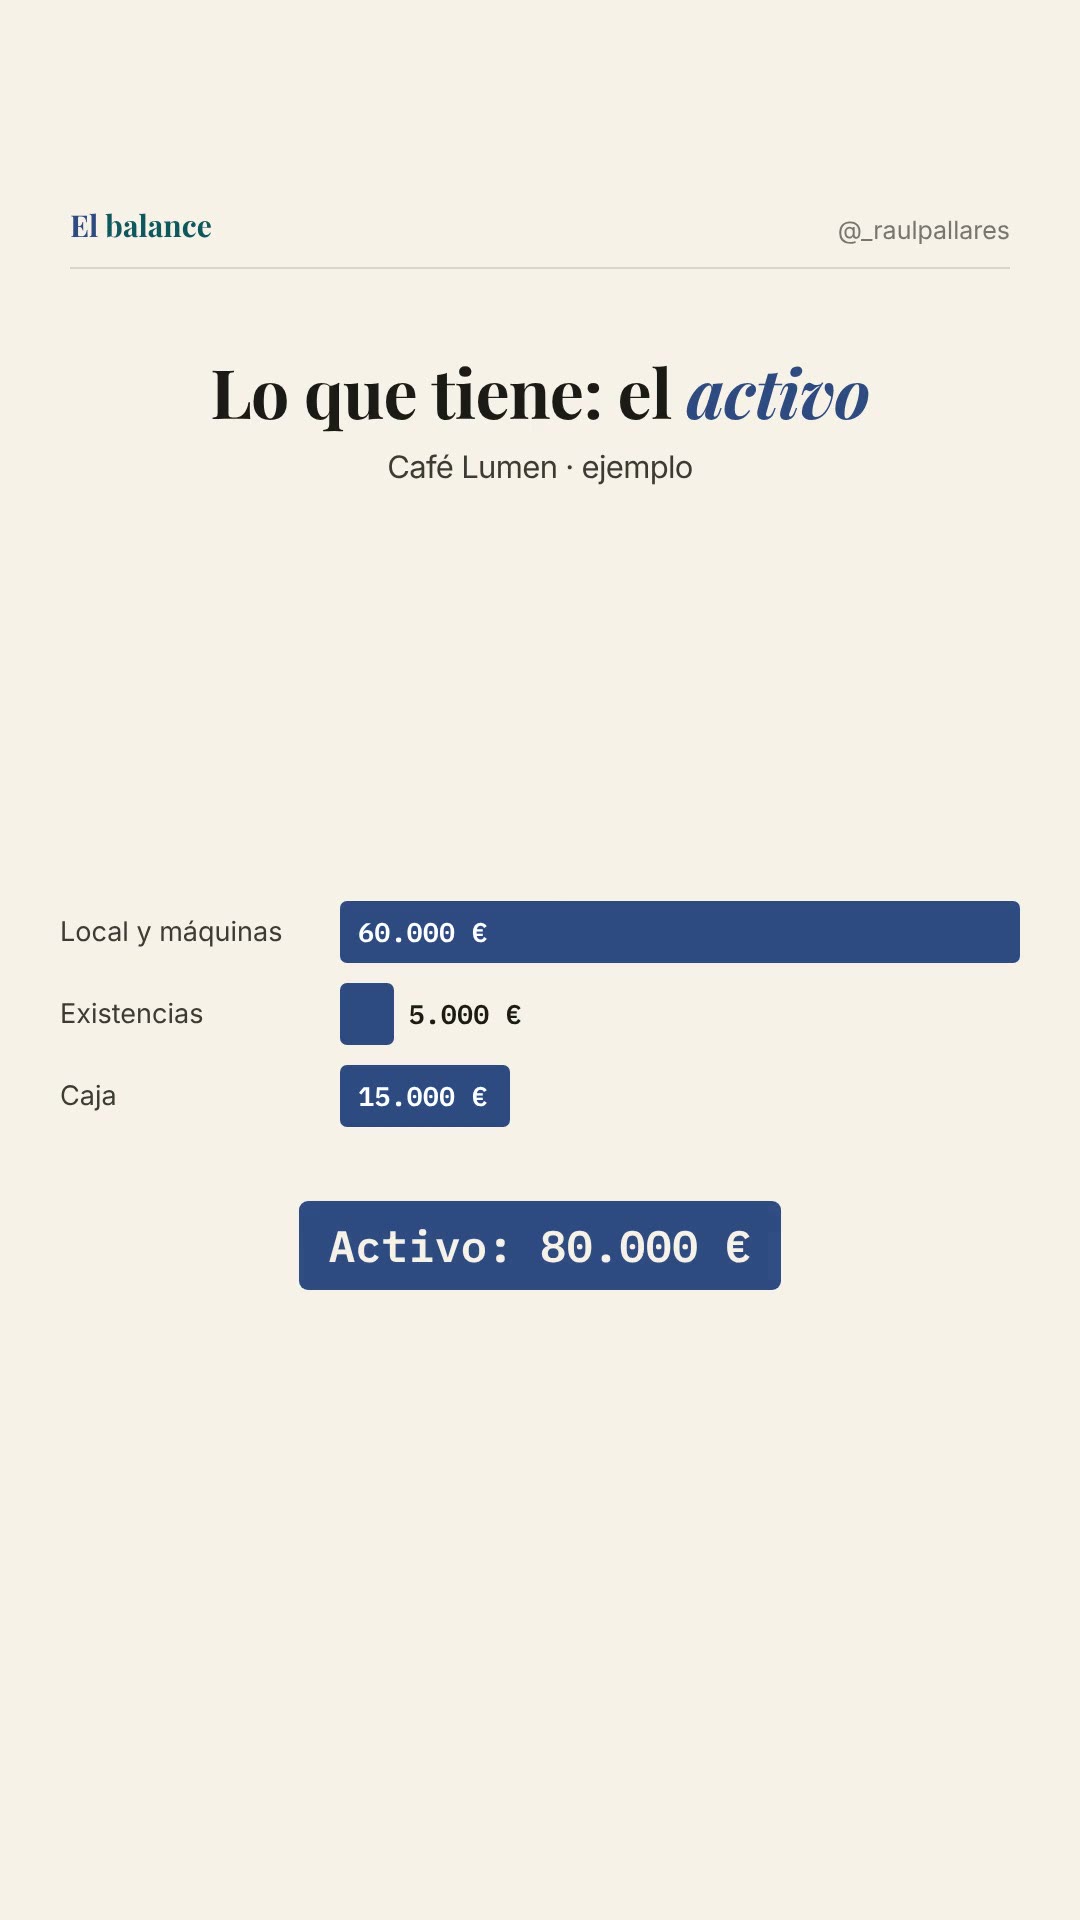 El balance
@_raulpallares
Lo que tiene: el activo
Café Lumen · ejemplo
Local y máquinas 60.000 €
Existencias 5.000 €
Caja 15.000 €
Activo: 80.000 €